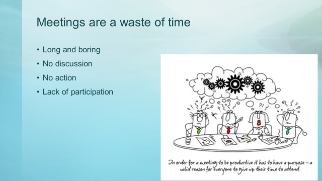 Meetings are a waste of time
• Long and boring
• No discussion
• No action
• Lack of participation
In order for a meeting to be productive it has to have a purpose – a
valid reason for everyone to give up their time to attend